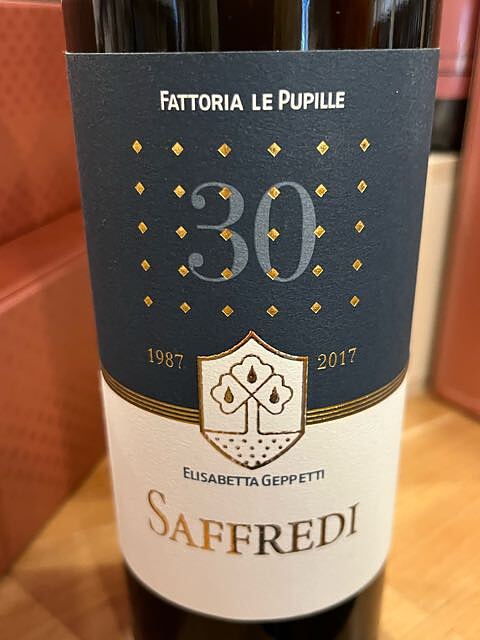 FATTORIA LE PUPILLE
30
1987 2017
ELISABETTA GEPPETTI
SAFFREDI